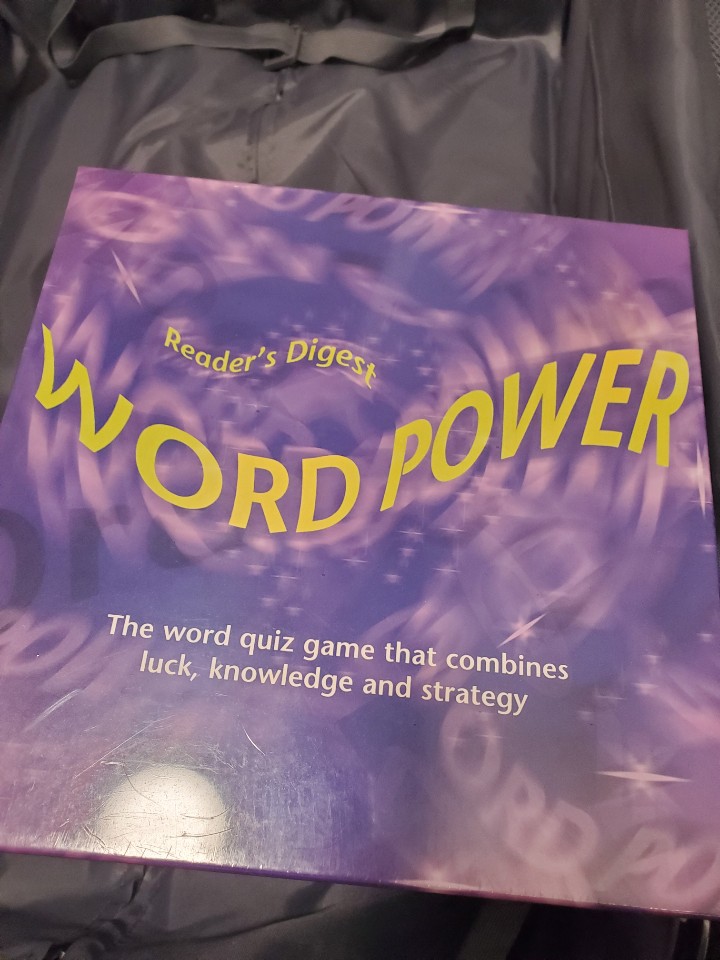 Reader's Digest
WORD POWER
The word quiz game that combines
luck, knowledge and strategy